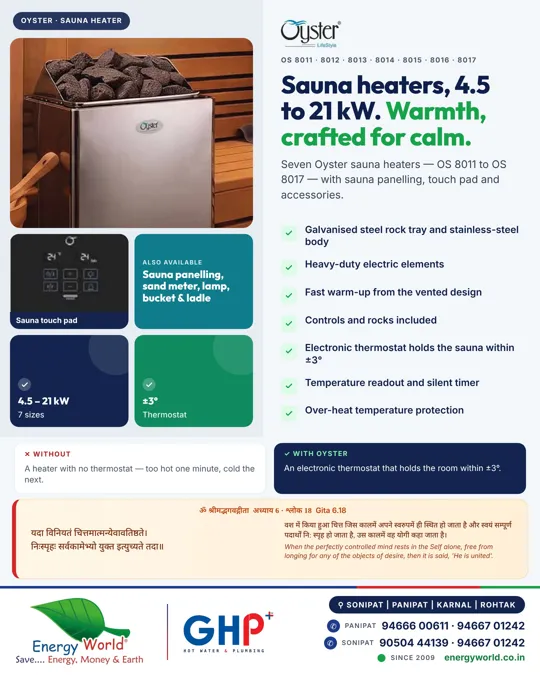 OYSTER · SAUNA HEATER
Oyster
Oyster
LifeStyle
OS 8011 · 8012 · 8013 · 8014 · 8015 · 8016 · 8017
Sauna heaters, 4.5
to 21 kW. Warmth,
crafted for calm.
Seven Oyster sauna heaters — OS 8011 to OS
8017 — with sauna panelling, touch pad and
accessories.
Galvanised steel rock tray and stainless-steel
body
Heavy-duty electric elements
Fast warm-up from the vented design
Controls and rocks included
Electronic thermostat holds the sauna within
±3°
Temperature readout and silent timer
Over-heat temperature protection
24
24
Sauna touch pad
ALSO AVAILABLE
Sauna panelling,
sand meter, lamp,
bucket & ladle
4.5 – 21 kW
7 sizes
±3°
Thermostat
× WITHOUT
A heater with no thermostat — too hot one minute, cold the
next.
✓ WITH OYSTER
An electronic thermostat that holds the room within ±3°.
ॐ श्रीमद्भगवद्गीता अध्याय 6 · श्लोक 18 Gita 6.18
यदा विनियतं चित्तमात्मन्येवावतिष्ठते।
निःस्पृहः सर्वकामेभ्यो युक्त इत्युच्यते तदा॥
वश में किया हुआ चित्त जिस कालमें अपने स्वरुपमें ही स्थित हो जाता है और स्वयं सम्पूर्ण
पदार्थों नि: स्पृह हो जाता है, उस कालमें वह योगी कहा जाता है।
When the perfectly controlled mind rests in the Self alone, free from
longing for any of the objects of desire, then it is said, 'He is united'.
Energy World
Save.... Energy, Money & Earth
GHP+
HOT WATER & PLUMBING
SONIPAT | PANIPAT | KARNAL | ROHTAK
PANIPAT 94666 00611 · 94667 01242
SONIPAT 90504 44139 · 94667 01242
SINCE 2009 energyworld.co.in